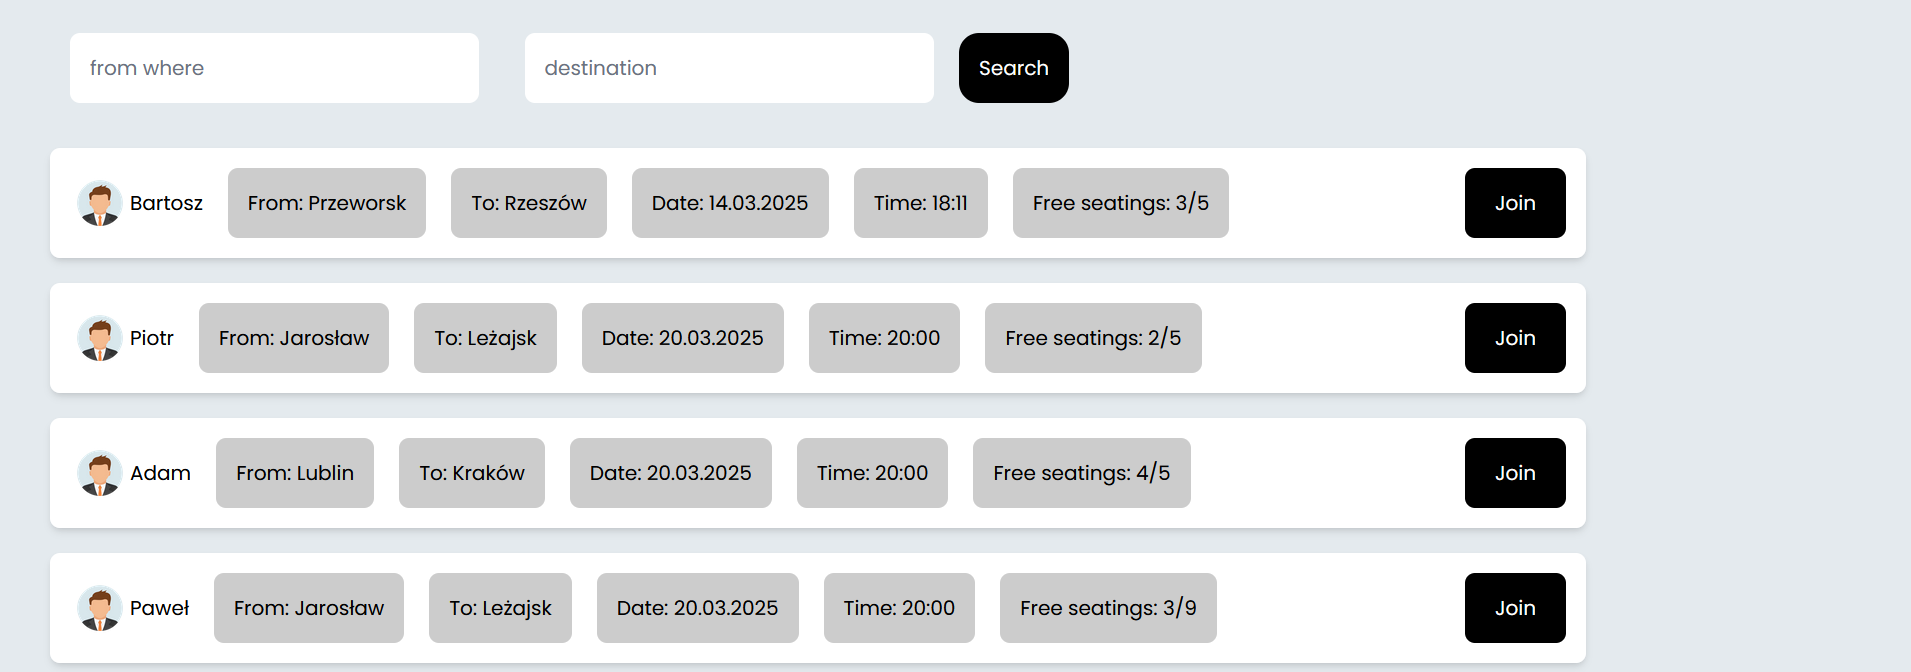 from where destination Search
Bartosz From: Przeworsk To: Rzeszów Date: 14.03.2025 Time: 18:11 Free seatings: 3/5 Join
Piotr From: Jarosław To: Leżajsk Date: 20.03.2025 Time: 20:00 Free seatings: 2/5 Join
Adam From: Lublin To: Kraków Date: 20.03.2025 Time: 20:00 Free seatings: 4/5 Join
Paweł From: Jarosław To: Leżajsk Date: 20.03.2025 Time: 20:00 Free seatings: 3/9 Join